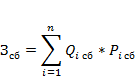 З_сб = ∑_{i=1}^{n} Q_{i сб} * P_{i сб}